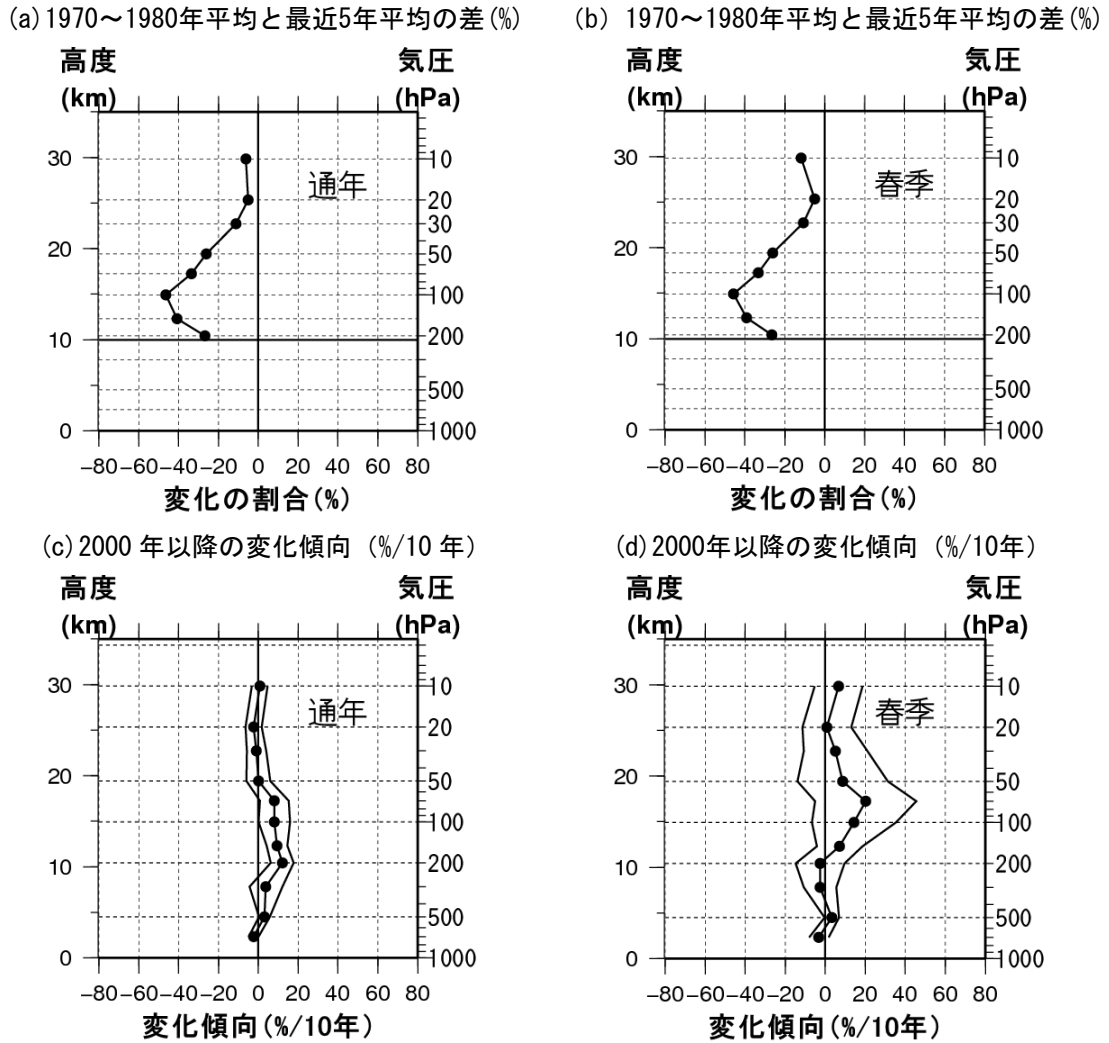 (a)1970～1980年平均と最近5年平均の差(%)
高度
(km)
気圧
(hPa)
通年
30
20
10
0
10
20
30
50
100
200
500
1000
-80 -60 -40 -20 0 20 40 60 80
変化の割合(%)
(b) 1970～1980年平均と最近5年平均の差(%)
高度
(km)
気圧
(hPa)
春季
30
20
10
0
10
20
30
50
100
200
500
1000
-80 -60 -40 -20 0 20 40 60 80
変化の割合(%)
(c)2000 年以降の変化傾向 (%/10 年)
高度
(km)
気圧
(hPa)
通年
30
20
10
0
10
20
50
100
200
500
1000
-80 -60 -40 -20 0 20 40 60 80
変化傾向(%/10年)
(d)2000年以降の変化傾向 (%/10年)
高度
(km)
気圧
(hPa)
春季
30
20
10
0
10
20
50
100
200
500
1000
-80 -60 -40 -20 0 20 40 60 80
変化傾向(%/10年)